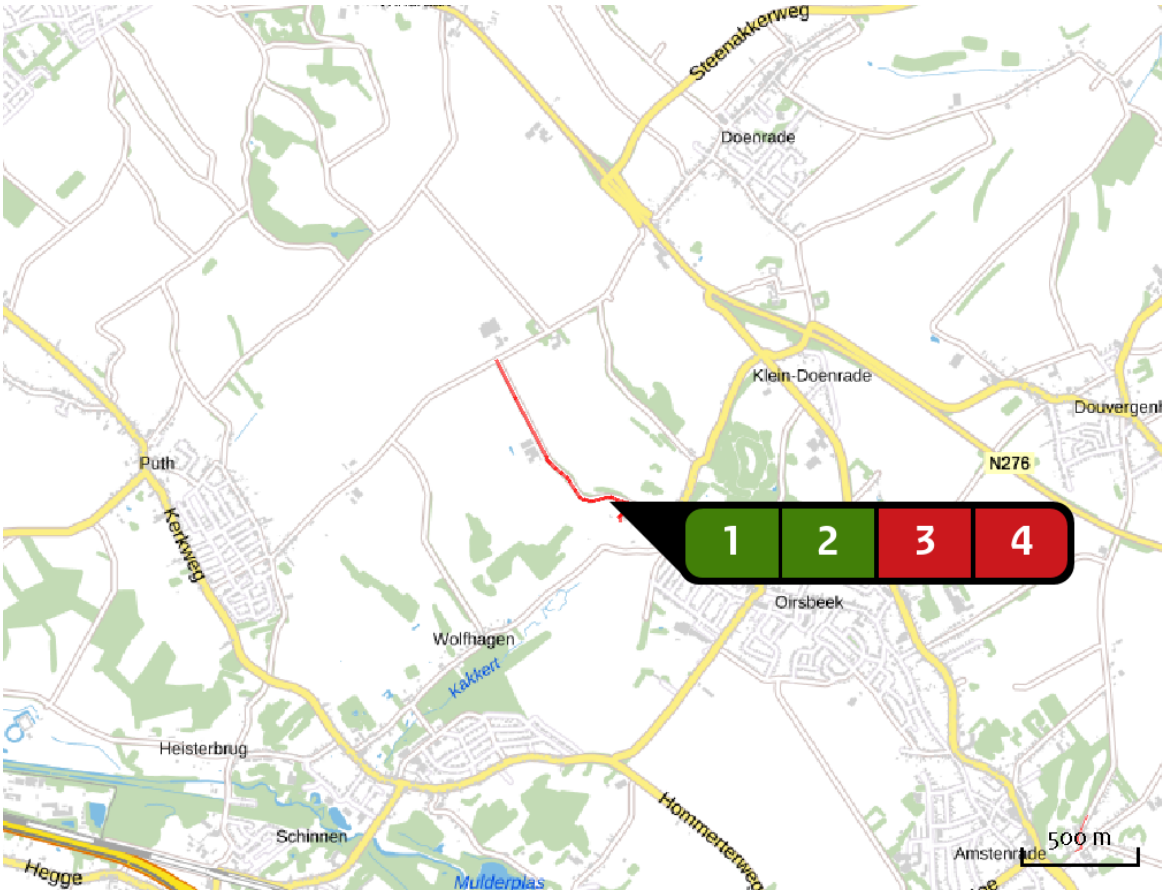 Steenakkerweg
Doenrade
Klein-Doenrade
Douvergenh
N276
Puth
Kerkweg
1 2 3 4
Oirsbeek
Wolfhagen
Kakkert
Heisterbrug
Schinnen
Hommerterweg
500 m
Amstenrade
Hegge
Mulderplas